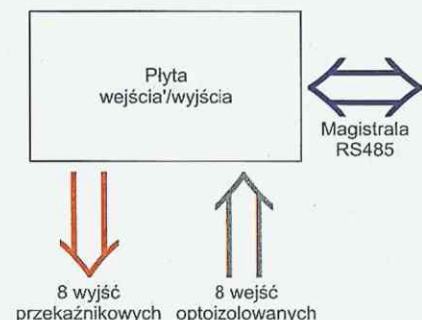 Płyta
wejścia'/wyjścia
Magistrala
RS485
8 wyjść
przekaźnikowych
8 wejść
optoizolowanych